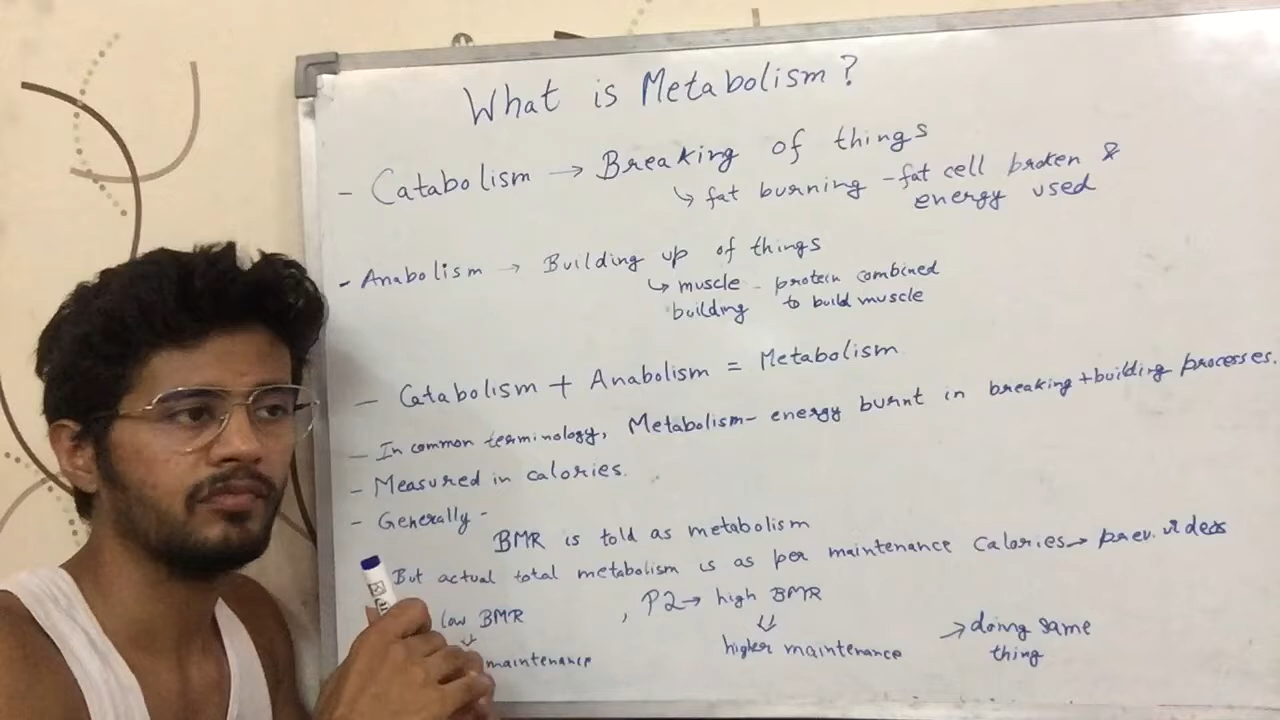 What is Metabolism?
- Catabolism → Breaking of things
↳ fat burning - fat cell broken &
energy used
- Anabolism → Building up of things
↳ muscle - protein combined
building to build muscle
- Catabolism + Anabolism = Metabolism
- In common terminology, Metabolism - energy burnt in breaking + building processes.
- Measured in calories.
- Generally -
BMR is told as metabolism
But actual total metabolism is as per maintenance calories → prev. videos
low BMR , P2 → high BMR
⇓ ⇓
maintenance higher maintenance → doing same
thing